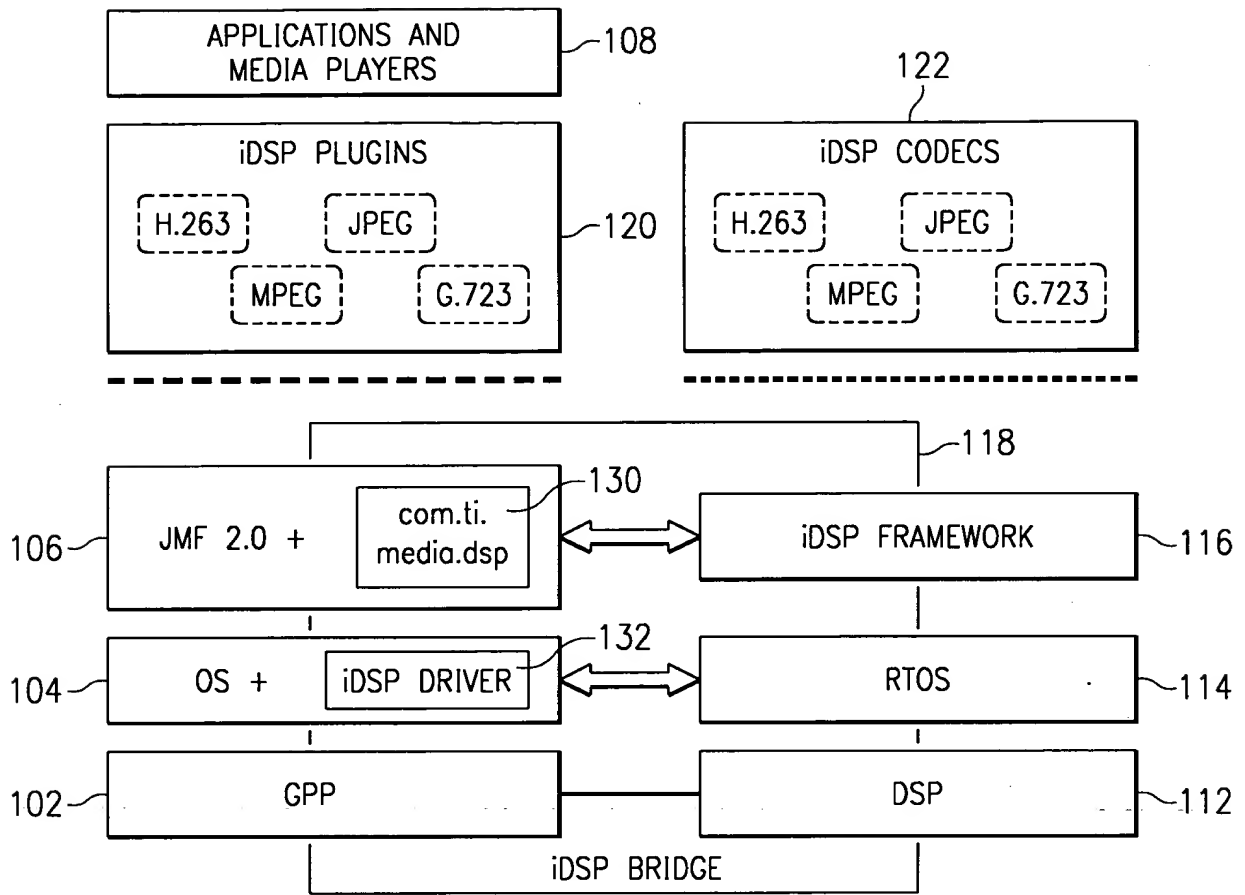 APPLICATIONS AND
MEDIA PLAYERS
108
122
iDSP PLUGINS
H.263
JPEG
MPEG
G.723
120
iDSP CODECS
H.263
JPEG
MPEG
G.723
118
106
JMF 2.0 +
com.ti.
media.dsp
130
iDSP FRAMEWORK
116
104
OS +
iDSP DRIVER
132
RTOS
114
102
GPP
DSP
112
iDSP BRIDGE